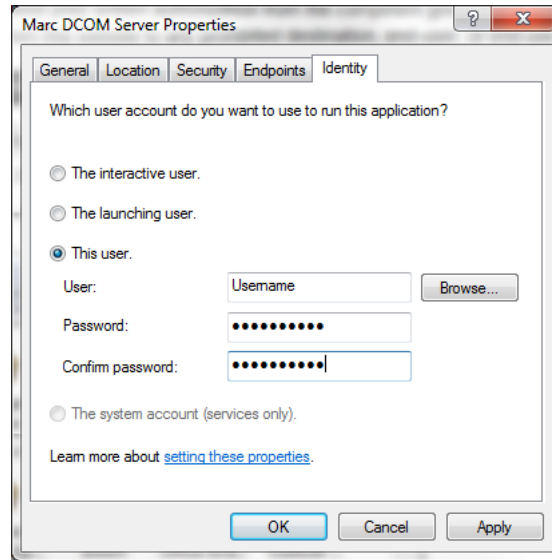 Marc DCOM Server Properties
General Location Security Endpoints Identity
Which user account do you want to use to run this application?
The interactive user.
The launching user.
This user.
User: Username Browse...
Password: ●●●●●●●●●●
Confirm password: ●●●●●●●●●●
The system account (services only).
Learn more about setting these properties.
OK Cancel Apply